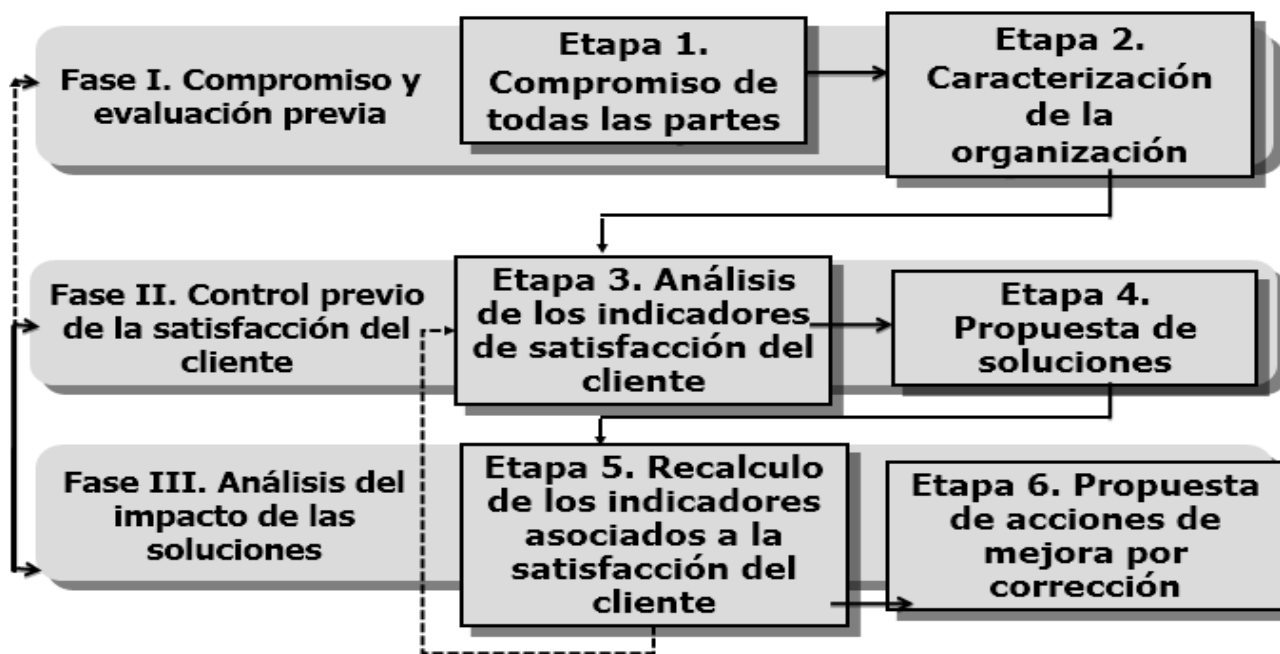 Fase I. Compromiso y
evaluación previa
Etapa 1.
Compromiso de
todas las partes
Etapa 2.
Caracterización
de la
organización
Fase II. Control previo
de la satisfacción del
cliente
Etapa 3. Análisis
de los indicadores
de satisfacción del
cliente
Etapa 4.
Propuesta de
soluciones
Fase III. Análisis del
impacto de las
soluciones
Etapa 5. Recalculo
de los indicadores
asociados a la
satisfacción del
cliente
Etapa 6. Propuesta
de acciones de
mejora por
corrección